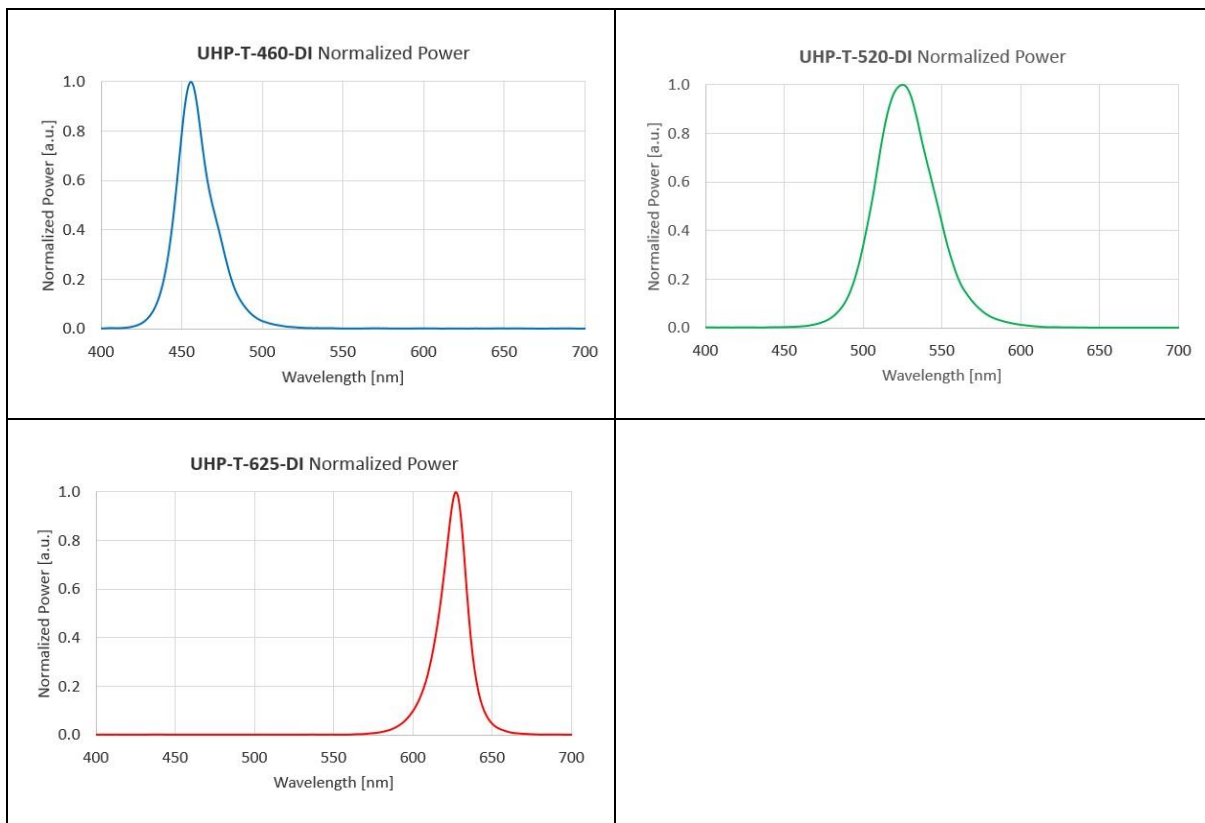 UHP-T-460-DI Normalized Power
Normalized Power [a.u.]
1.0
0.8
0.6
0.4
0.2
0.0
400 450 500 550 600 650 700
Wavelength [nm]
UHP-T-520-DI Normalized Power
Normalized Power [a.u.]
1.0
0.8
0.6
0.4
0.2
0.0
400 450 500 550 600 650 700
Wavelength [nm]
UHP-T-625-DI Normalized Power
Normalized Power [a.u.]
1.0
0.8
0.6
0.4
0.2
0.0
400 450 500 550 600 650 700
Wavelength [nm]